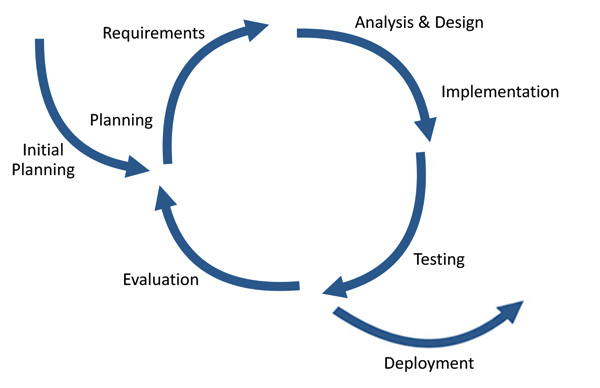 Requirements
Analysis & Design
Implementation
Planning
Initial
Planning
Testing
Evaluation
Deployment